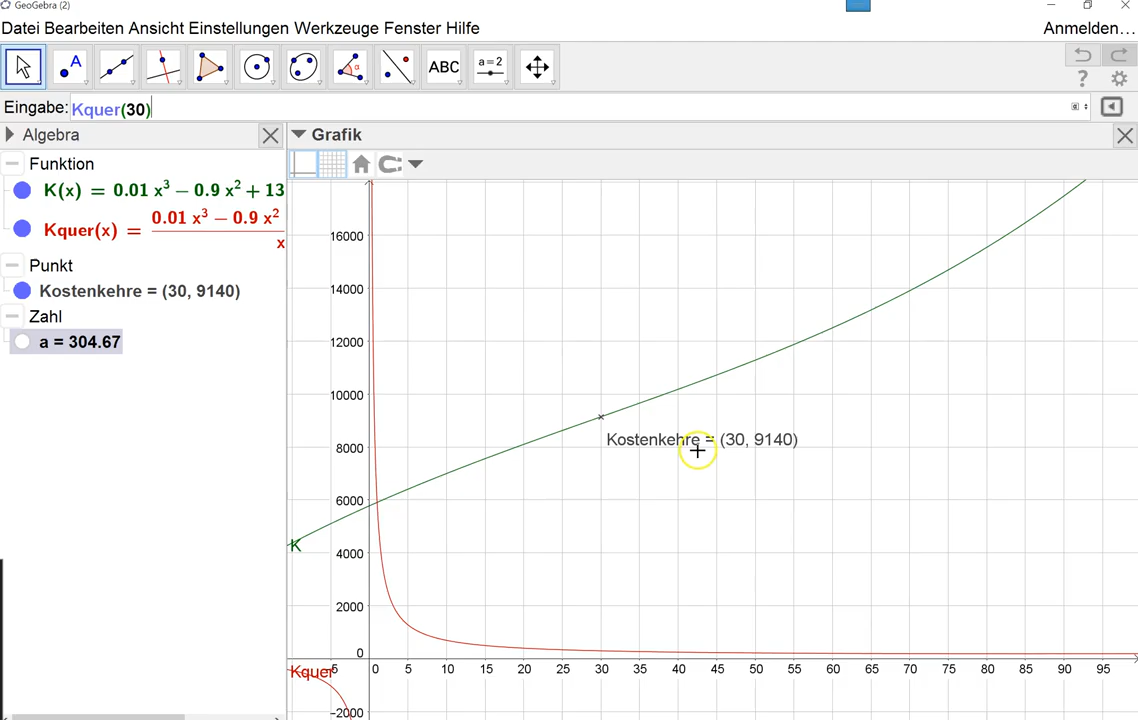 GeoGebra (2)
Datei Bearbeiten Ansicht Einstellungen Werkzeuge Fenster Hilfe
Anmelden…
A
α
ABC
a=2
?
Eingabe: Kquer(30)
α
Algebra
Grafik
Funktion
K(x) = 0.01 x³ − 0.9 x² + 13
Kquer(x) = 0.01 x³ − 0.9 x²
x
Punkt
Kostenkehre = (30, 9140)
Zahl
a = 304.67
16000
14000
12000
10000
8000
6000
4000
2000
0
−2000
Kostenkehre = (30, 9140)
K
Kquer
5 0 5 10 15 20 25 30 35 40 45 50 55 60 65 70 75 80 85 90 95